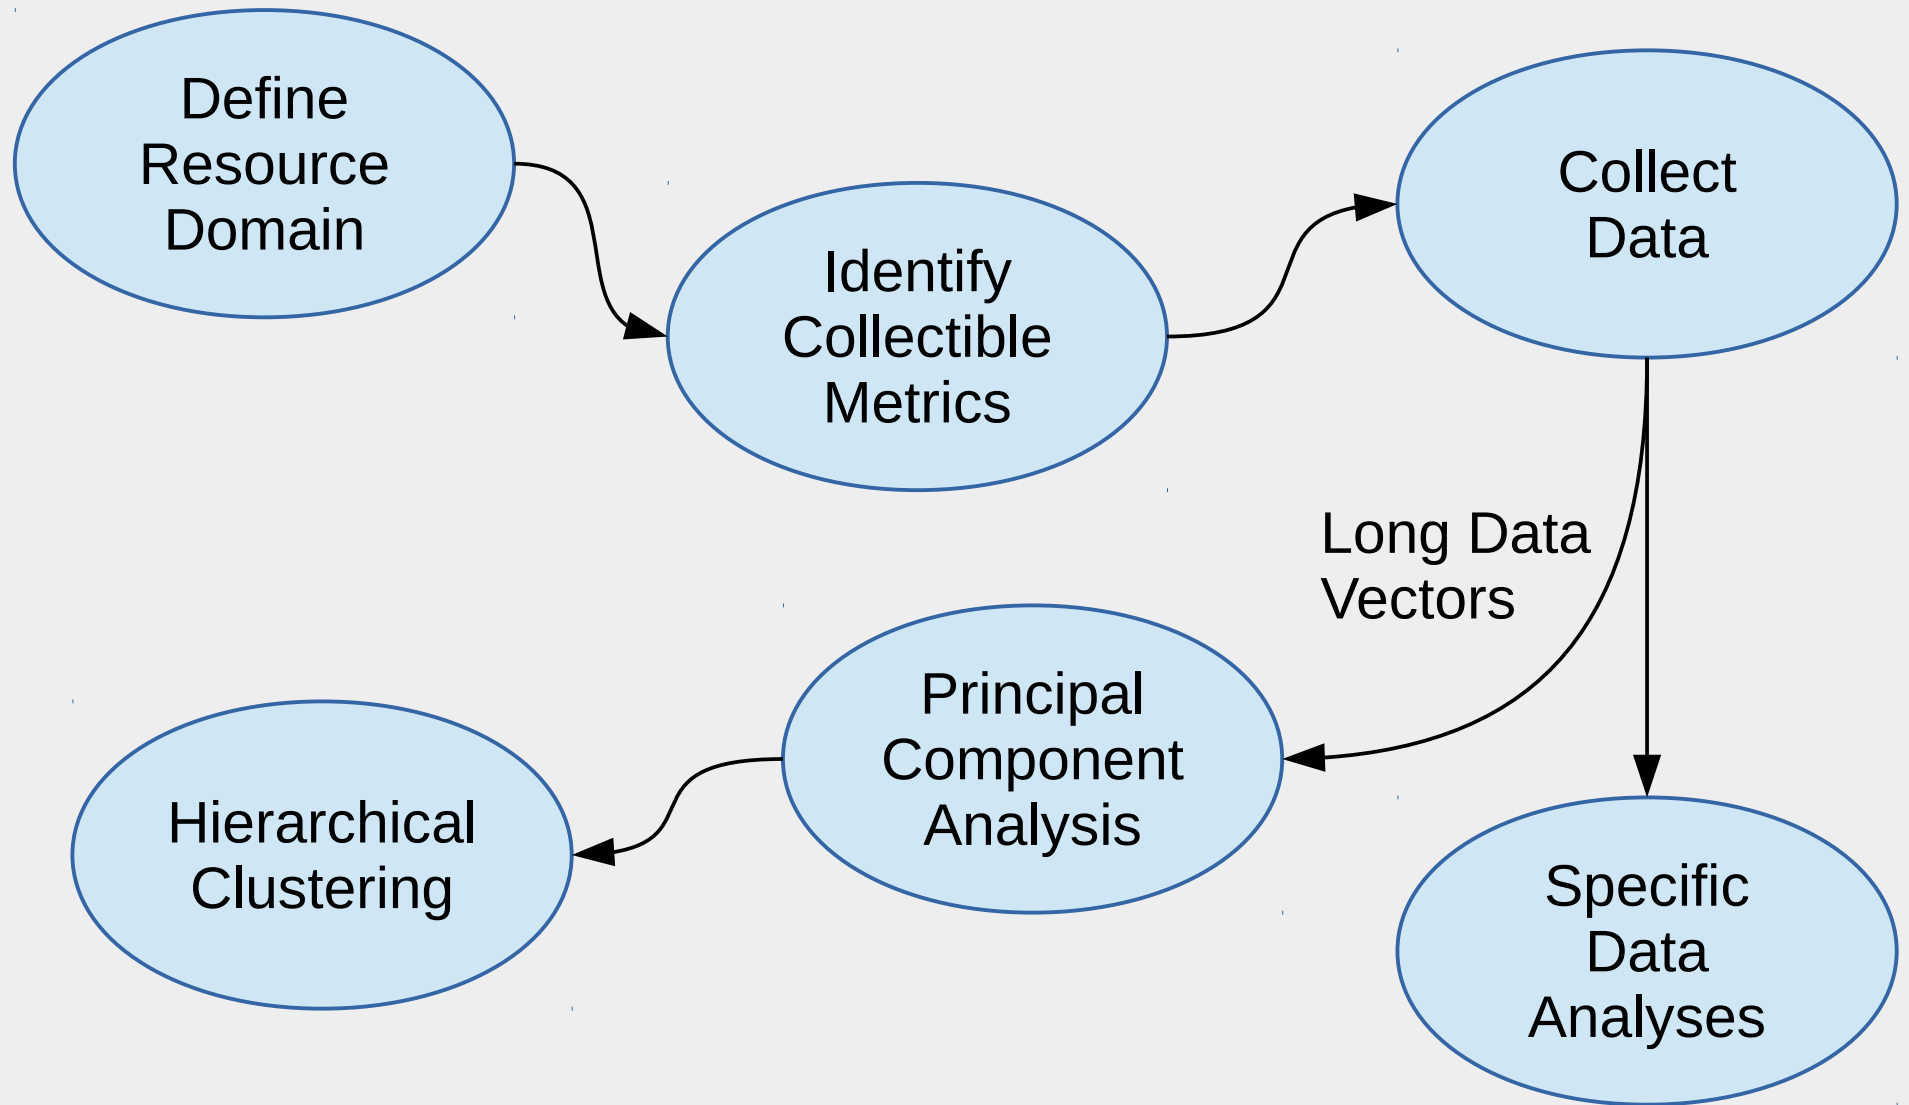 Define
Resource
Domain
Identify
Collectible
Metrics
Collect
Data
Long Data
Vectors
Principal
Component
Analysis
Hierarchical
Clustering
Specific
Data
Analyses